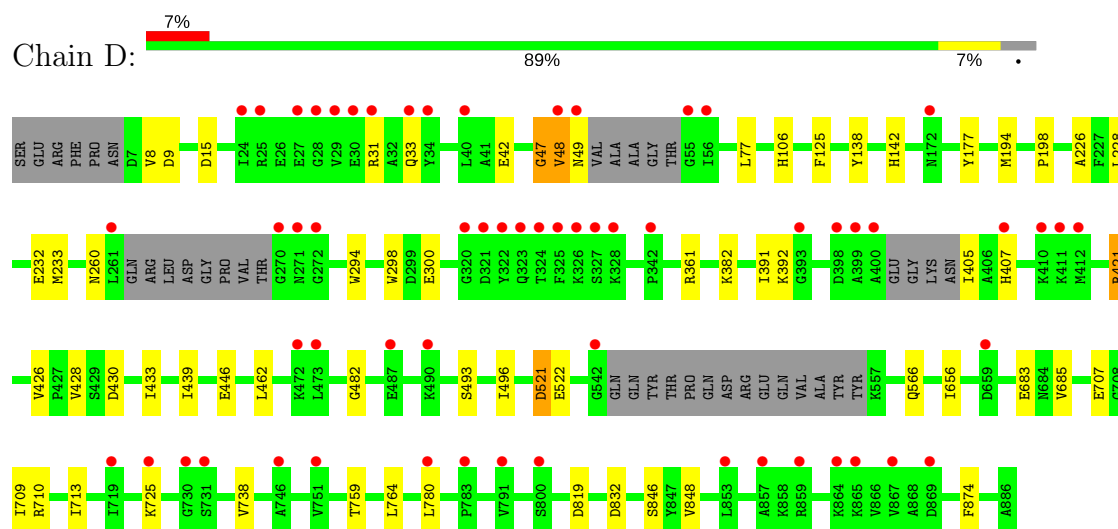 7%
Chain D:
89% 7% •
SER GLU ARG PHE PRO ASN D7 V8 D9 D15 I24 R25 E26 E27 G28 V29 E30 R31 A32 Q33 Y34 L40 A41 E42 G47 V48 N49 VAL ALA ALA GLY THR G55 I56 L77 H106 F125 Y138 H142 N172 Y177 M194 P198 A226 F227 L228
E232 M233 N260 L261 GLN ARG LEU ASP GLY PRO VAL THR G270 N271 G272 W294 W298 D299 E300 G320 D321 Y322 Q323 T324 F325 K326 S327 K328 P342 R361 K382 I391 K392 G393 D398 A399 A400 GLU GLY LYS ASN I405 A406 H407 K410 K411 M412 R421
V426 P427 V428 S429 D430 I433 I439 E446 L462 K472 L473 G482 E487 K490 S493 I496 D521 E522 G542 GLN GLN TYR THR PRO GLN ASP ARG GLU GLN VAL ALA TYR TYR K557 Q566 I656 D659 E683 N684 V685 E707 G708
I709 R710 I713 I719 K725 G730 S731 V738 A746 V751 T759 L764 L780 P783 V791 S800 D819 D832 S846 Y847 V848 L853 A857 K858 R859 K864 K865 V866 V867 A868 D869 F874 A886